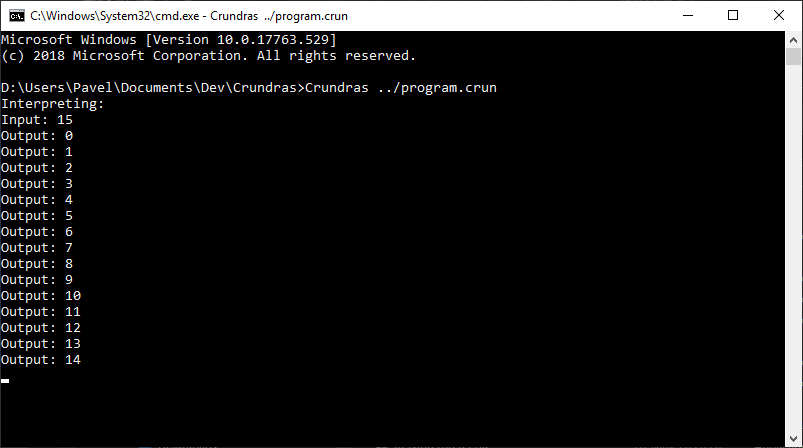 C:\Windows\System32\cmd.exe - Crundras ../program.crun
Microsoft Windows [Version 10.0.17763.529]
(c) 2018 Microsoft Corporation. All rights reserved.
D:\Users\Pavel\Documents\Dev\Crundras>Crundras ../program.crun
Interpreting:
Input: 15
Output: 0
Output: 1
Output: 2
Output: 3
Output: 4
Output: 5
Output: 6
Output: 7
Output: 8
Output: 9
Output: 10
Output: 11
Output: 12
Output: 13
Output: 14